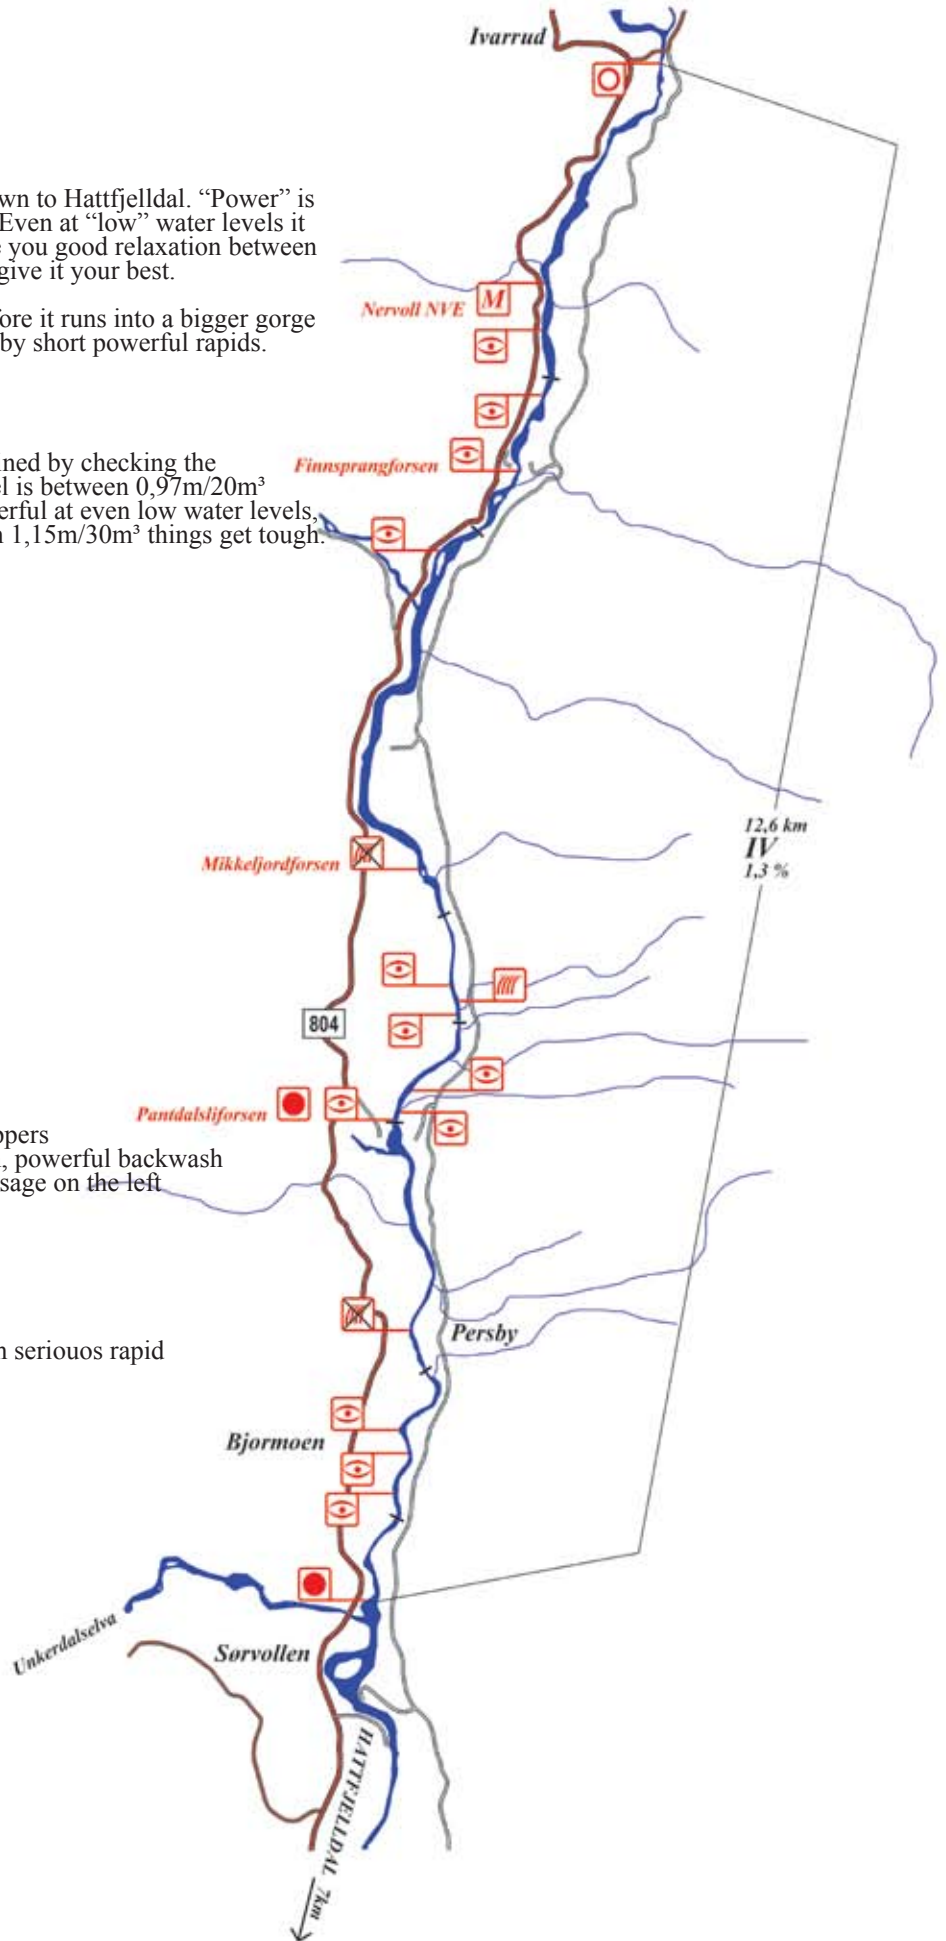 Ivarrud
wn to Hattfjelldal. “Power” is
Even at “low” water levels it
e you good relaxation between
give it your best.
Nervoll NVE
M
ore it runs into a bigger gorge
by short powerful rapids.
Finnsprangforsen
ined by checking the
el is between 0,97m/20m³
erful at even low water levels,
n 1,15m/30m³ things get tough.
12,6 km
IV
1,3 %
Mikkeljordforsen
804
Pantdalsliforsen
ppers
, powerful backwash
sage on the left
Persby
n seriouos rapid
Bjormoen
Unkerdalselva
Sørvollen
HATTFJELLDAL 7km